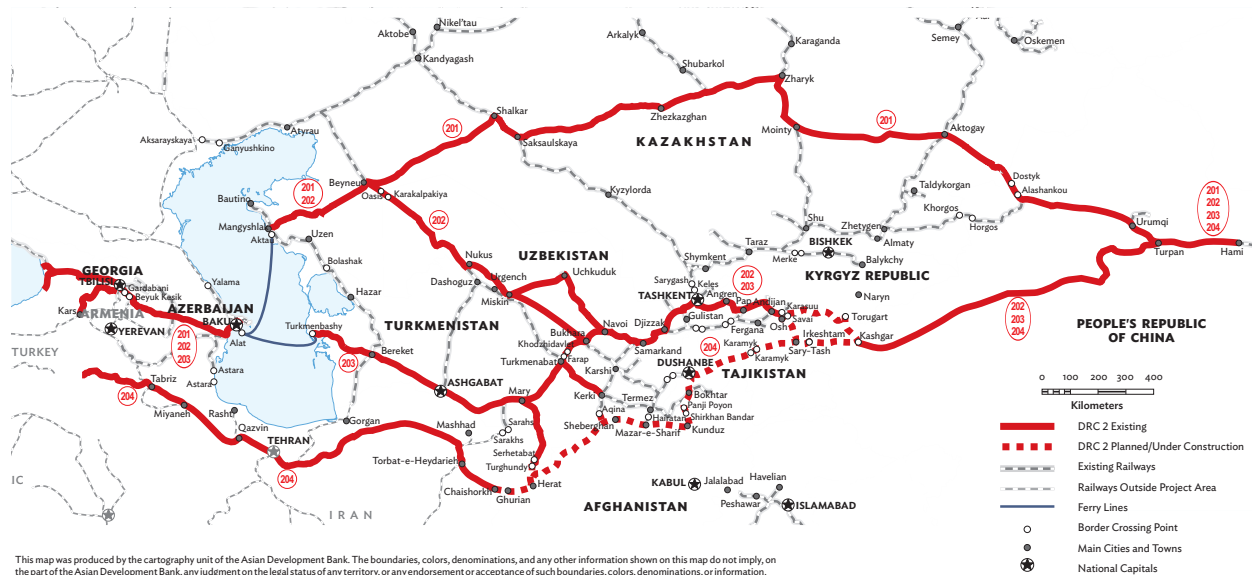 Nikel'tau
Aktobe
Kandyagash
Arkalyk
Shubarkol
Karaganda
Zharyk
Semey
Oskemen
Aksarayskaya
Ganyushkino
Atyrau
Shalkar
Saksaulskaya
201
Zhezkazghan
KAZAKHSTAN
Mointy
201
Aktogay
Beyneu
Oasis
Karakalpakiya
201
202
Bautino
Mangyshlak
Aktau
Uzen
Bolashak
Hazar
202
Kyzylorda
Taldykorgan
Dostyk
Alashankou
Khorgos
Horgos
Zhetygen
Almaty
Shu
Taraz
Merke
BISHKEK
Balykchy
KYRGYZ REPUBLIC
Naryn
Torugart
Urumqi
Turpan
Hami
201
202
203
204
202
203
204
PEOPLE'S REPUBLIC
OF CHINA
Nukus
Dashoguz
Urgench
Miskin
UZBEKISTAN
Uchkuduk
Shymkent
Sarygash
Keles
TASHKENT
Angren
Pap
Andijan
202
203
Karasuu
Savai
Osh
Gulistan
Fergana
Djizzak
Samarkand
204
Karamyk
Karamyk
Irkeshtam
Sary-Tash
Kashgar
Navoi
Bukhara
Khodzhidavlet
Turkmenabat
Farap
Karshi
DUSHANBE
TAJIKISTAN
Bokhtar
Panji Poyon
Shirkhan Bandar
Kunduz
Termez
Hairatan
Mazar-e-Sharif
Aqina
Sheberghan
Kerki
GEORGIA
TBILISI
Gardabani
Beyuk Kesik
Kars
ARMENIA
YEREVAN
AZERBAIJAN
BAKU
Alat
Yalama
201
202
203
Astara
Astara
TURKEY
Turkmenbashy
TURKMENISTAN
203
Bereket
ASHGABAT
Mary
204
Tabriz
Miyaneh
Rasht
Qazvin
TEHRAN
204
Gorgan
Mashhad
Sarahs
Sarakhs
Serhetabat
Turghundy
Torbat-e-Heydarieh
Chaishorkh
Ghurian
Herat
IC
IRAN
AFGHANISTAN
KABUL
Jalalabad
Peshawar
Havelian
ISLAMABAD
0 100 200 300 400
Kilometers
DRC 2 Existing
DRC 2 Planned/Under Construction
Existing Railways
Railways Outside Project Area
Ferry Lines
Border Crossing Point
Main Cities and Towns
National Capitals
This map was produced by the cartography unit of the Asian Development Bank. The boundaries, colors, denominations, and any other information shown on this map do not imply, on
the part of the Asian Development Bank, any judgment on the legal status of any territory, or any endorsement or acceptance of such boundaries, colors, denominations, or information.